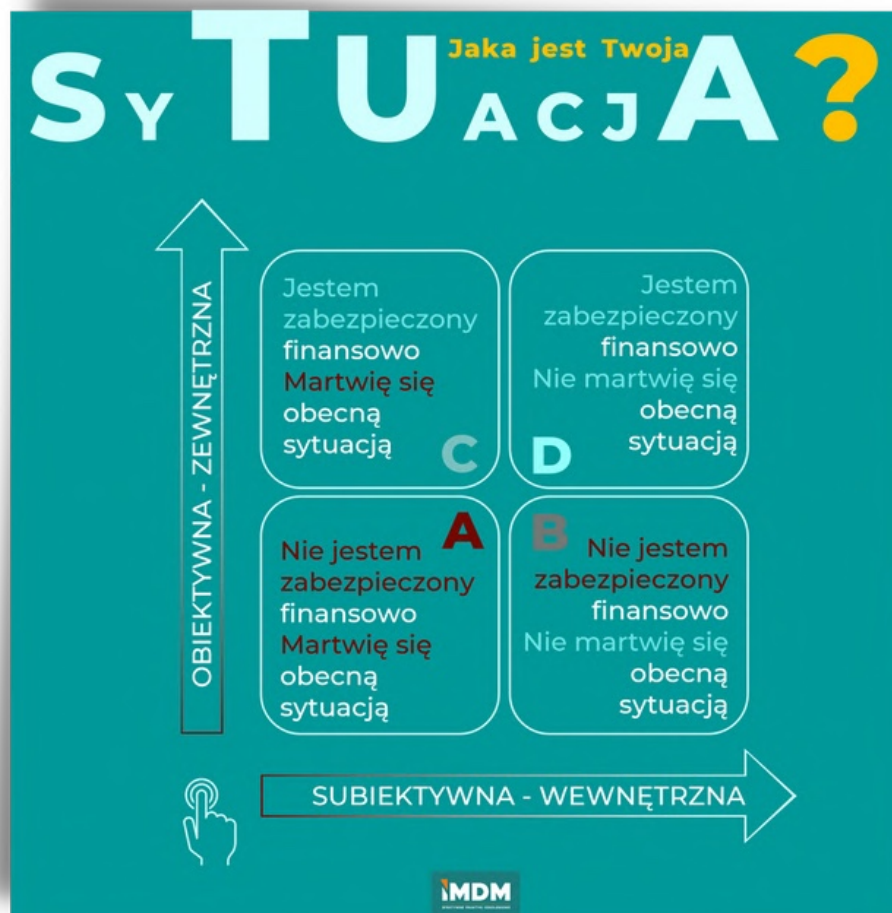 Jaka jest Twoja
SYTUACJA?
OBIEKTYWNA - ZEWNĘTRZNA
Jestem
zabezpieczony
finansowo
Martwię się
obecną
sytuacją
C
Jestem
zabezpieczony
finansowo
Nie martwię się
obecną
sytuacją
D
A
Nie jestem
zabezpieczony
finansowo
Martwię się
obecną
sytuacją
B
Nie jestem
zabezpieczony
finansowo
Nie martwię się
obecną
sytuacją
SUBIEKTYWNA - WEWNĘTRZNA
iMDM